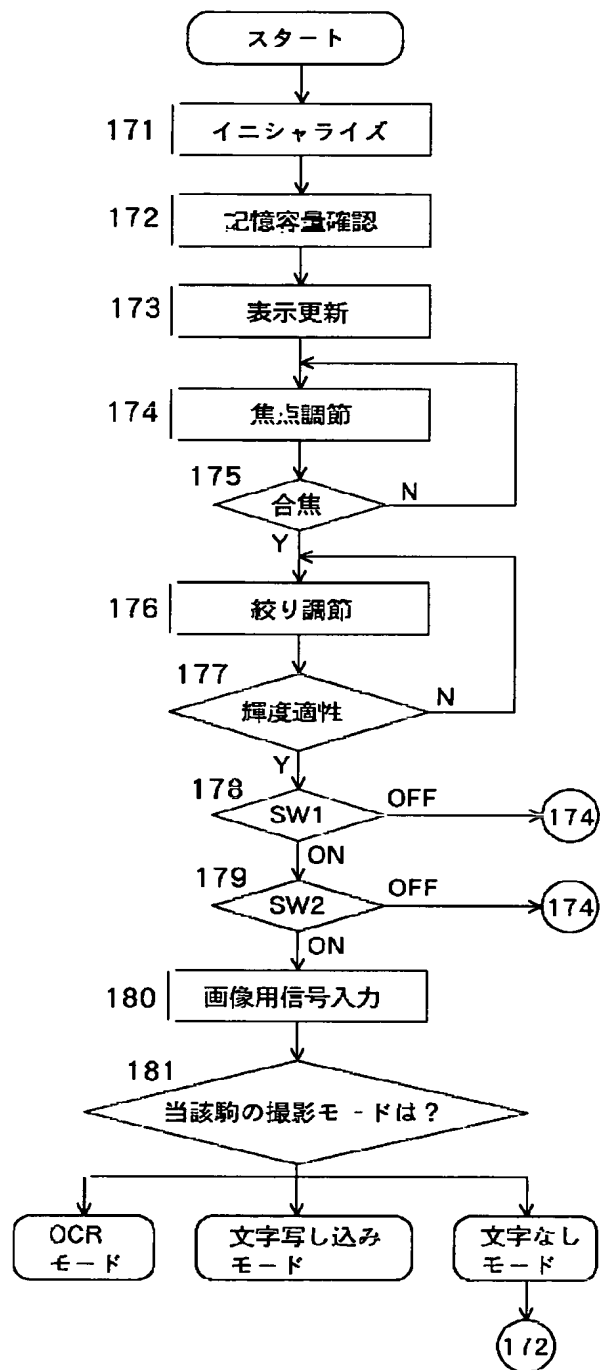 スタート
171 イニシャライズ
172 記憶容量確認
173 表示更新
174 焦点調節
175
合焦 N
Y
176 絞り調節
177
輝度適性 N
Y
178 SW1 OFF 174
ON
179 SW2 OFF 174
ON
180 画像用信号入力
181
当該駒の撮影モードは？
OCR
モード
文字写し込み
モード
文字なし
モード
172